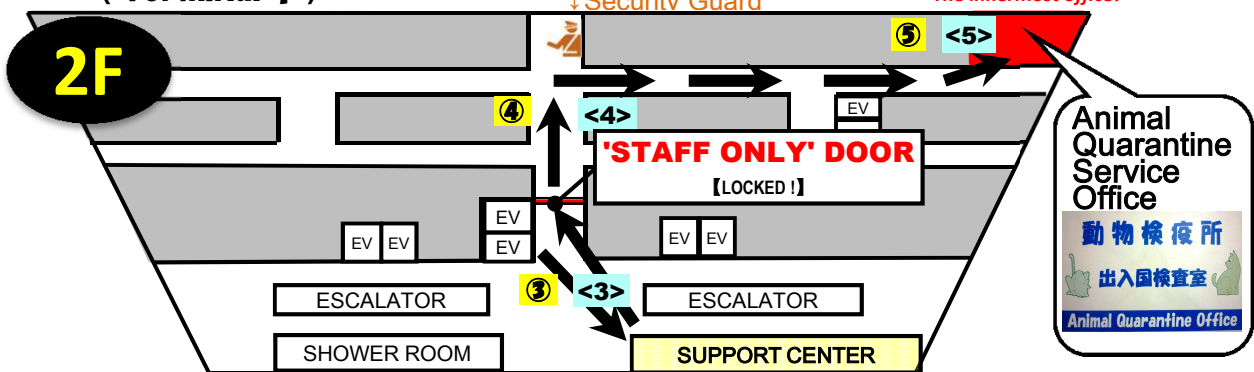 ↓Security Guard
2F
⑤
<5>
④
<4>
EV
'STAFF ONLY' DOOR
【LOCKED !】
Animal
Quarantine
Service
Office
動物検疫所
出入国検査室
Animal Quarantine Office
EV
EV
EV
EV
EV
EV
③
<3>
ESCALATOR
ESCALATOR
SHOWER ROOM
SUPPORT CENTER